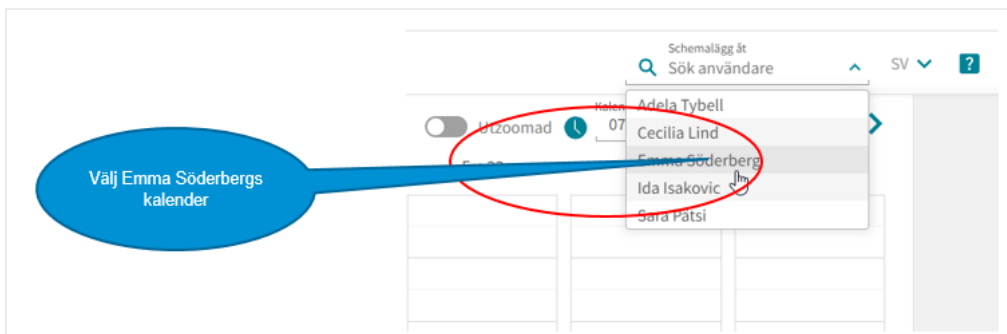 Schemalägg åt
Sök användare
SV
?
Adela Tybell
Utzoomad
07
Cecilia Lind
Välj Emma Söderbergs
kalender
Emma Söderberg
Ida Isakovic
Sara Pätsi